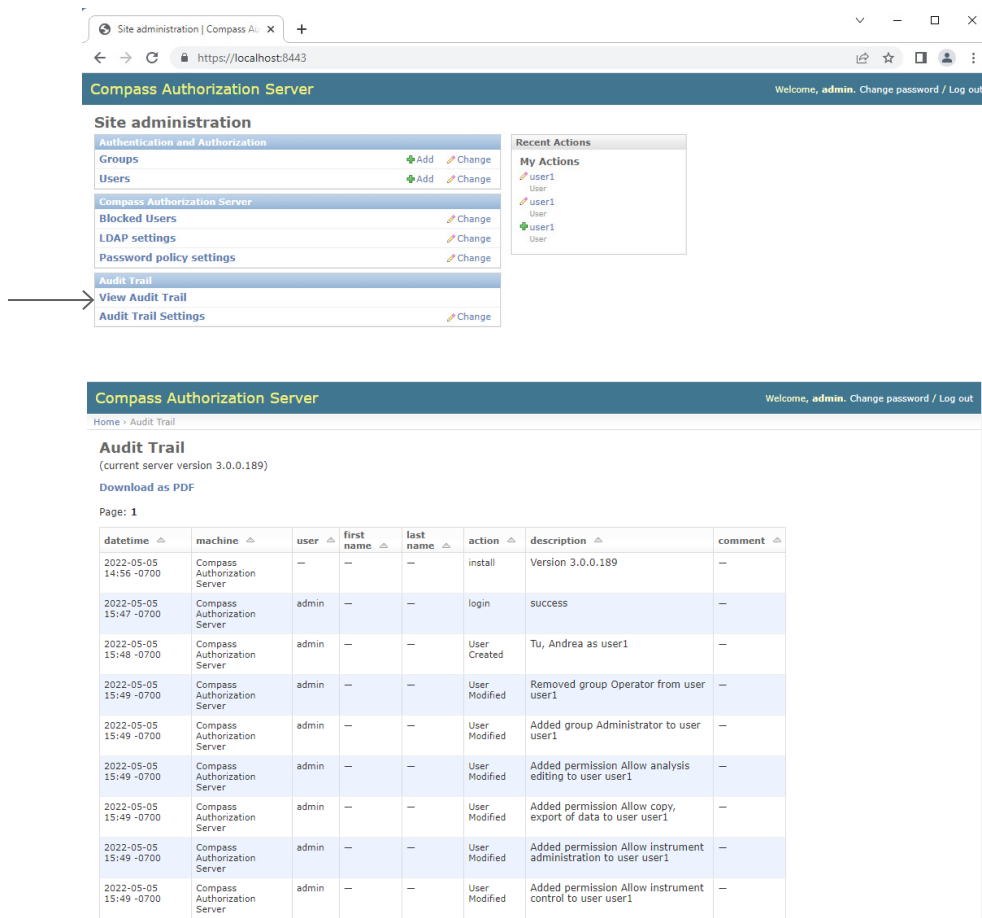 Site administration | Compass Au
https://localhost:8443
Compass Authorization Server
Welcome, admin. Change password / Log out
Site administration
Authentication and Authorization
Groups Add Change
Users Add Change
Compass Authorization Server
Blocked Users Change
LDAP settings Change
Password policy settings Change
Audit Trail
View Audit Trail
Audit Trail Settings Change
Recent Actions
My Actions
user1
User
user1
User
user1
User
Compass Authorization Server
Welcome, admin. Change password / Log out
Home › Audit Trail
Audit Trail
(current server version 3.0.0.189)
Download as PDF
Page: 1
datetime machine user first name last name action description comment
2022-05-05 Compass — — — install Version 3.0.0.189 —
14:56 -0700 Authorization
Server
2022-05-05 Compass admin — — login success —
15:47 -0700 Authorization
Server
2022-05-05 Compass admin — — User Tu, Andrea as user1 —
15:48 -0700 Authorization Created
Server
2022-05-05 Compass admin — — User Removed group Operator from user —
15:49 -0700 Authorization Modified user1
Server
2022-05-05 Compass admin — — User Added group Administrator to user —
15:49 -0700 Authorization Modified user1
Server
2022-05-05 Compass admin — — User Added permission Allow analysis —
15:49 -0700 Authorization Modified editing to user user1
Server
2022-05-05 Compass admin — — User Added permission Allow copy, —
15:49 -0700 Authorization Modified export of data to user user1
Server
2022-05-05 Compass admin — — User Added permission Allow instrument —
15:49 -0700 Authorization Modified administration to user user1
Server
2022-05-05 Compass admin — — User Added permission Allow instrument —
15:49 -0700 Authorization Modified control to user user1
Server